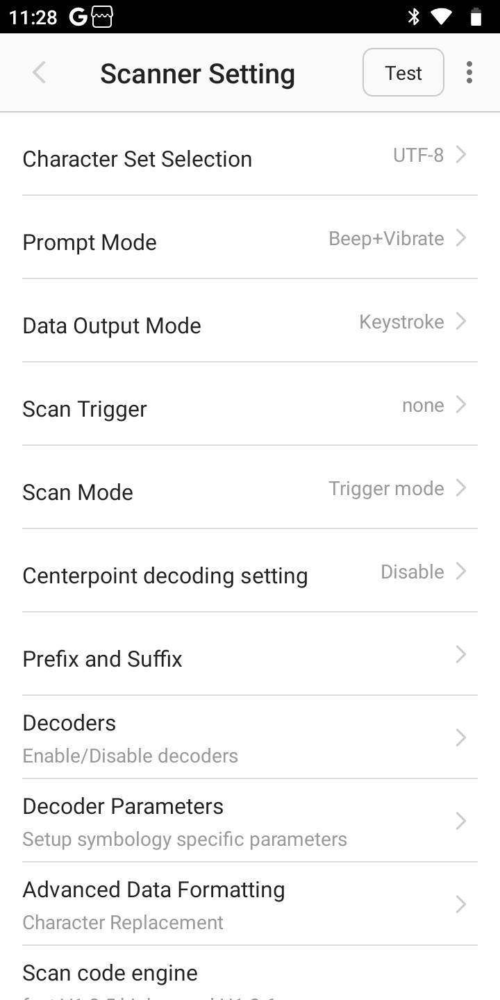 11:28
Scanner Setting
Test
Character Set Selection
UTF-8
Prompt Mode
Beep+Vibrate
Data Output Mode
Keystroke
Scan Trigger
none
Scan Mode
Trigger mode
Centerpoint decoding setting
Disable
Prefix and Suffix
Decoders
Enable/Disable decoders
Decoder Parameters
Setup symbology specific parameters
Advanced Data Formatting
Character Replacement
Scan code engine